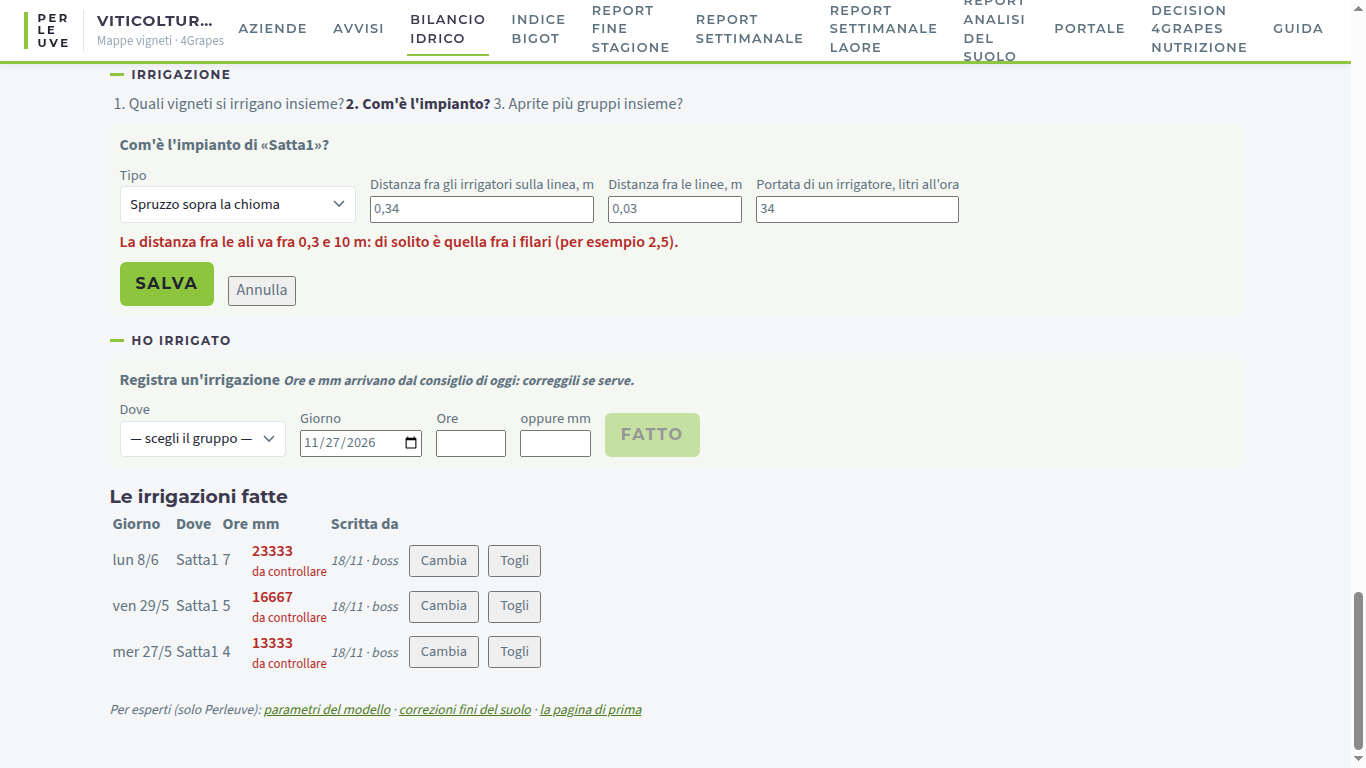 PER LE UVE
VITICOLTUR...
Mappe vigneti · 4Grapes
AZIENDE
AVVISI
BILANCIO IDRICO
INDICE BIGOT
REPORT FINE STAGIONE
REPORT SETTIMANALE
REPORT SETTIMANALE LAORE
REPORT ANALISI DEL SUOLO
PORTALE
DECISION 4GRAPES NUTRIZIONE
GUIDA
IRRIGAZIONE
1. Quali vigneti si irrigano insieme? 2. Com'è l'impianto? 3. Aprite più gruppi insieme?
Com'è l'impianto di «Satta1»?
Tipo
Spruzzo sopra la chioma
Distanza fra gli irrigatori sulla linea, m
0,34
Distanza fra le linee, m
0,03
Portata di un irrigatore, litri all'ora
34
La distanza fra le ali va fra 0,3 e 10 m: di solito è quella fra i filari (per esempio 2,5).
SALVA
Annulla
HO IRRIGATO
Registra un'irrigazione Ore e mm arrivano dal consiglio di oggi: correggili se serve.
Dove
— scegli il gruppo —
Giorno
11/27/2026
Ore
oppure mm
FATTO
Le irrigazioni fatte
Giorno Dove Ore mm Scritta da
lun 8/6 Satta1 7 23333 da controllare 18/11 · boss Cambia Togli
ven 29/5 Satta1 5 16667 da controllare 18/11 · boss Cambia Togli
mer 27/5 Satta1 4 13333 da controllare 18/11 · boss Cambia Togli
Per esperti (solo Perleuve): parametri del modello · correzioni fini del suolo · la pagina di prima